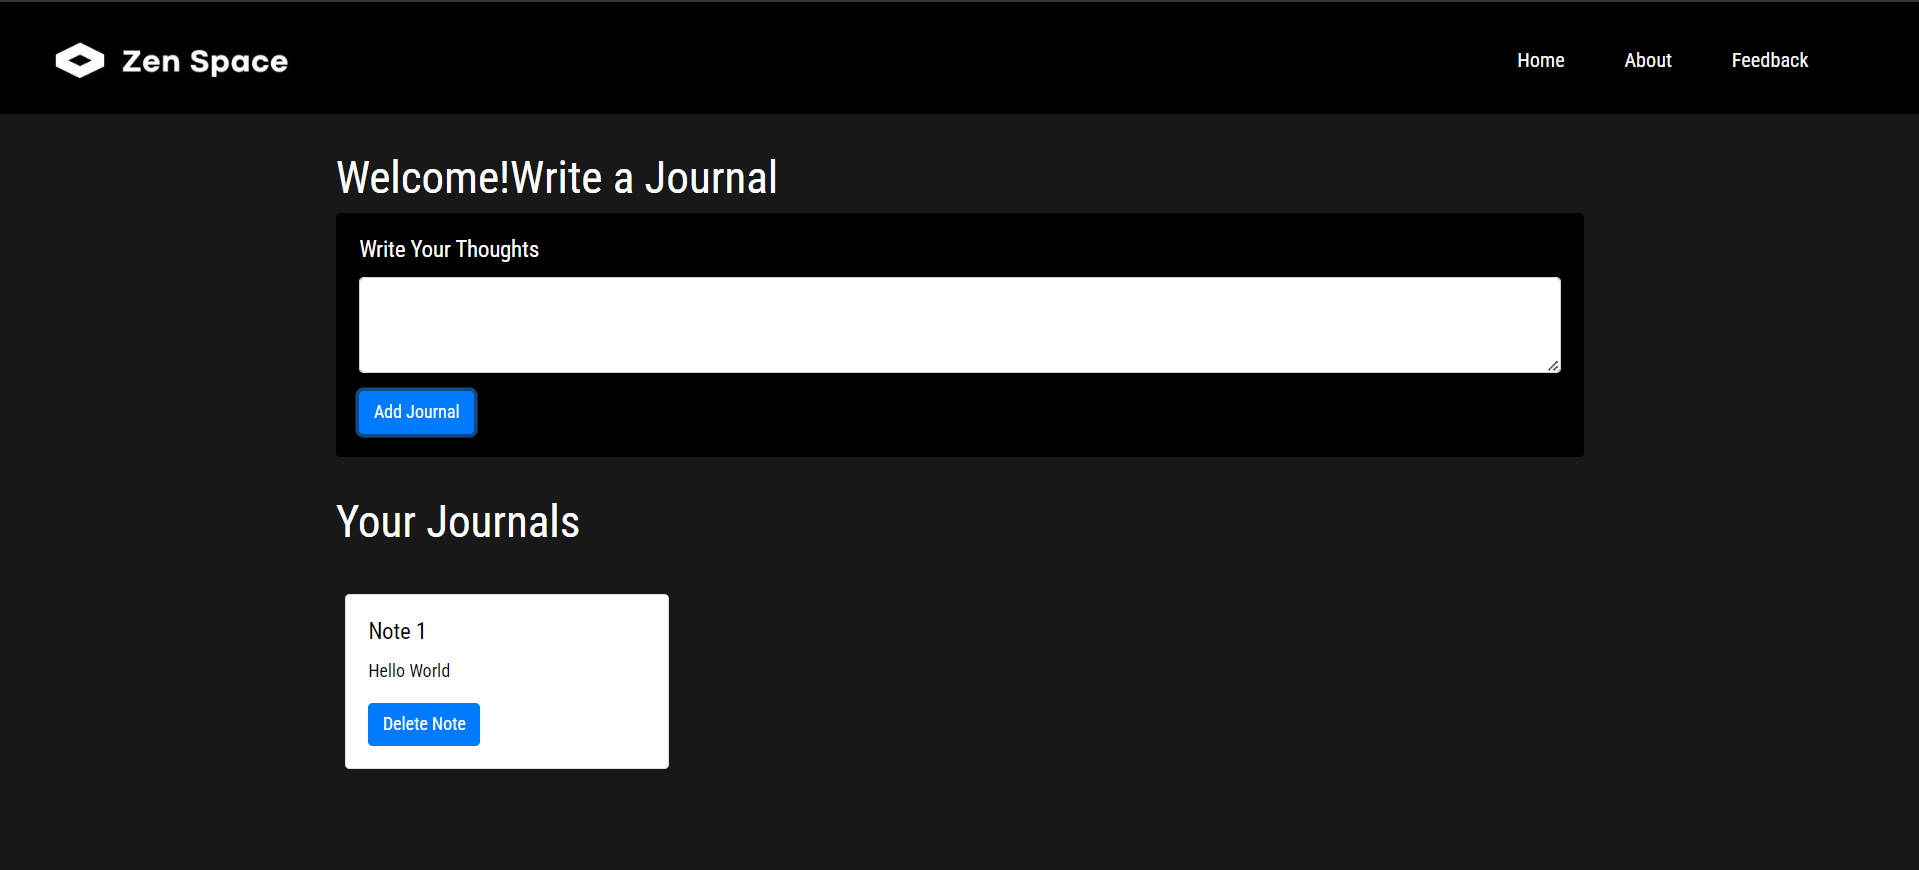 Zen Space
Home About Feedback
Welcome!Write a Journal
Write Your Thoughts
Add Journal
Your Journals
Note 1
Hello World
Delete Note